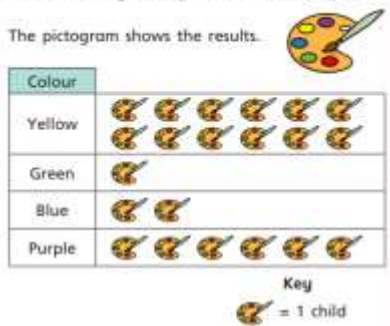 The pictogram shows the results.
Colour
Yellow
Green
Blue
Purple
Key
= 1 child